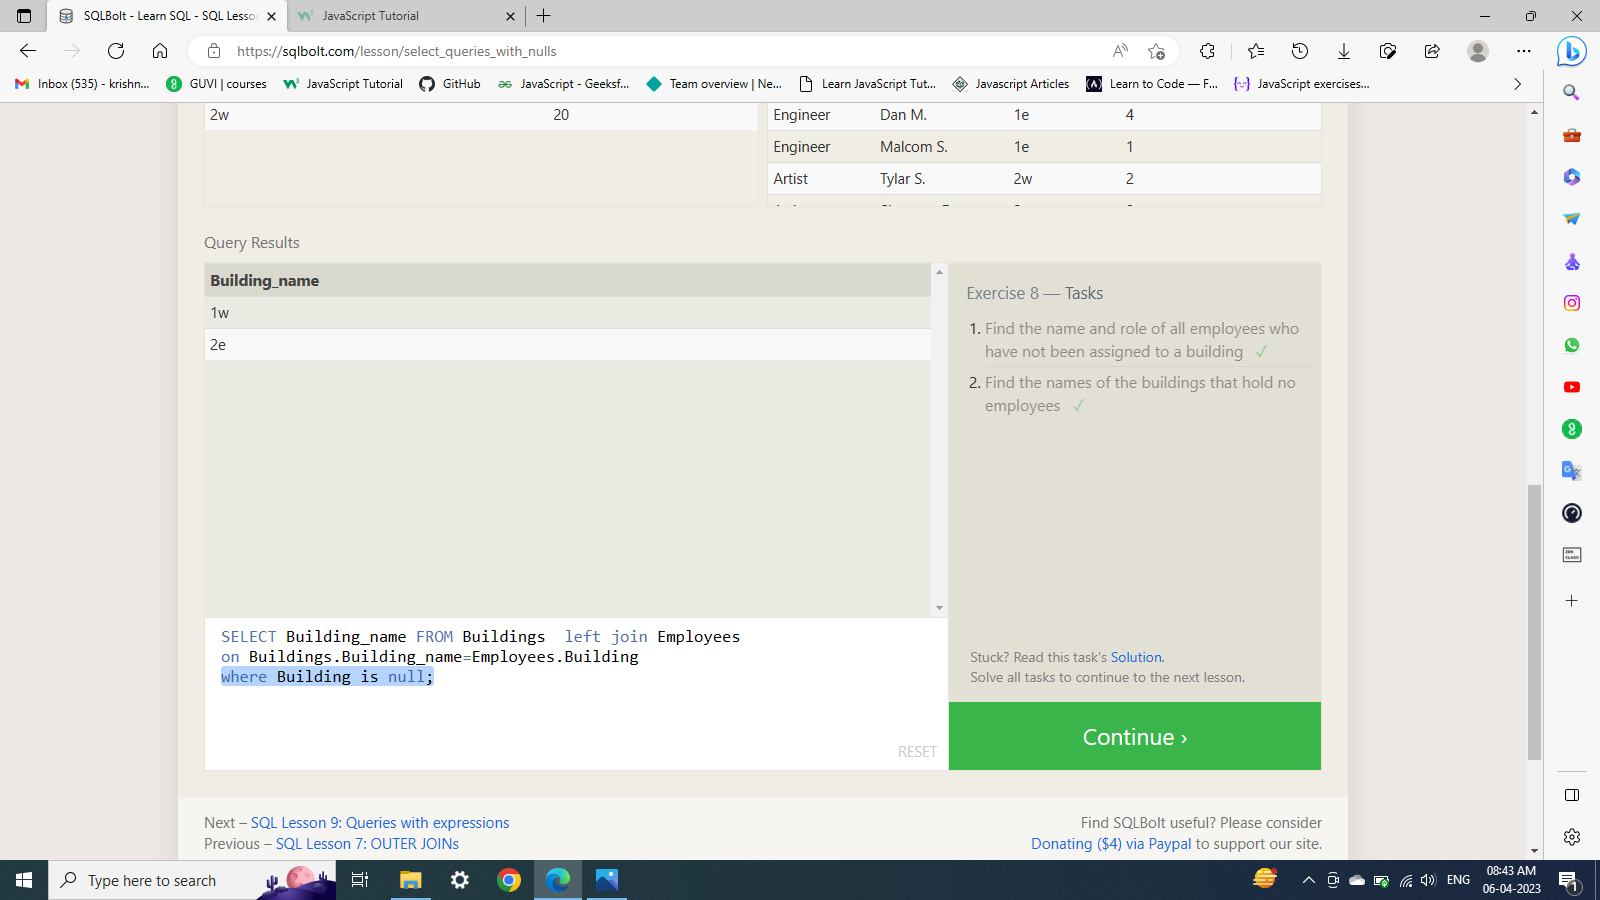 SQLBolt - Learn SQL - SQL Lesso
JavaScript Tutorial
https://sqlbolt.com/lesson/select_queries_with_nulls
Inbox (535) - krishn...
GUVI | courses
JavaScript Tutorial
GitHub
JavaScript - Geeksf...
Team overview | Ne...
Learn JavaScript Tut...
Javascript Articles
Learn to Code — F...
JavaScript exercises...
2w 20
Engineer Dan M. 1e 4
Engineer Malcom S. 1e 1
Artist Tylar S. 2w 2
Query Results
Building_name
1w
2e
Exercise 8 — Tasks
1. Find the name and role of all employees who
have not been assigned to a building ✓
2. Find the names of the buildings that hold no
employees ✓
SELECT Building_name FROM Buildings  left join Employees
on Buildings.Building_name=Employees.Building
where Building is null;
RESET
Stuck? Read this task's Solution.
Solve all tasks to continue to the next lesson.
Continue ›
Next – SQL Lesson 9: Queries with expressions
Previous – SQL Lesson 7: OUTER JOINs
Find SQLBolt useful? Please consider
Donating ($4) via Paypal to support our site.
Type here to search
ENG
08:43 AM
06-04-2023
1